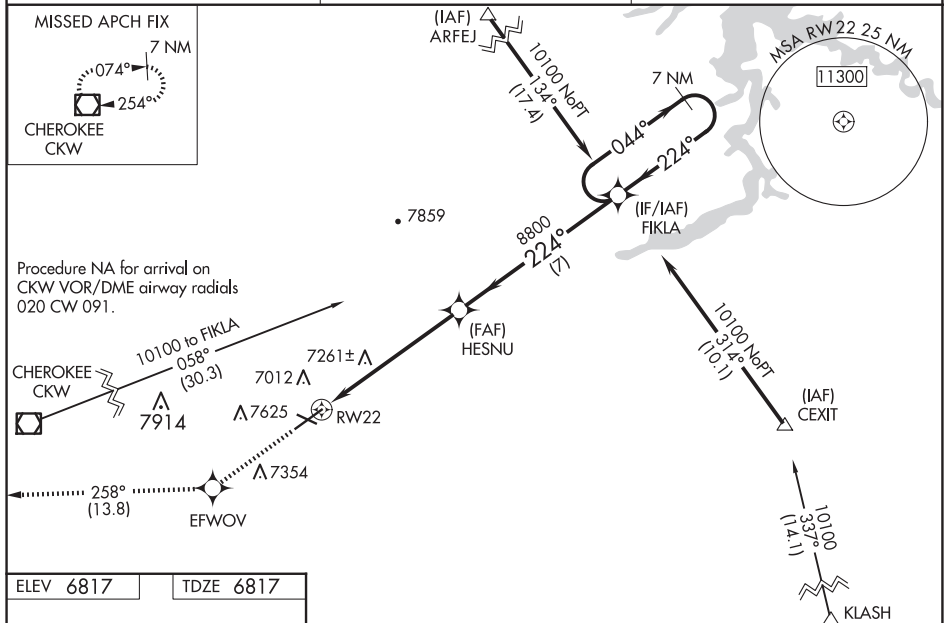 MISSED APCH FIX
7 NM
074°
254°
CHEROKEE
CKW
(IAF)
ARFEJ
10100 NoPT
134°
(17.4)
7 NM
044°
224°
(IF/IAF)
FIKLA
MSA RW22 25 NM
11300
7859
8800
224°
(7)
Procedure NA for arrival on
CKW VOR/DME airway radials
020 CW 091.
10100 to FIKLA
058°
(30.3)
CHEROKEE
CKW
7914
(FAF)
HESNU
7261±
7012
7625
RW22
7354
258°
(13.8)
EFWOV
10100 NoPT
314°
(10.1)
(IAF)
CEXIT
10100
337°
(14.1)
KLASH
ELEV 6817
TDZE 6817